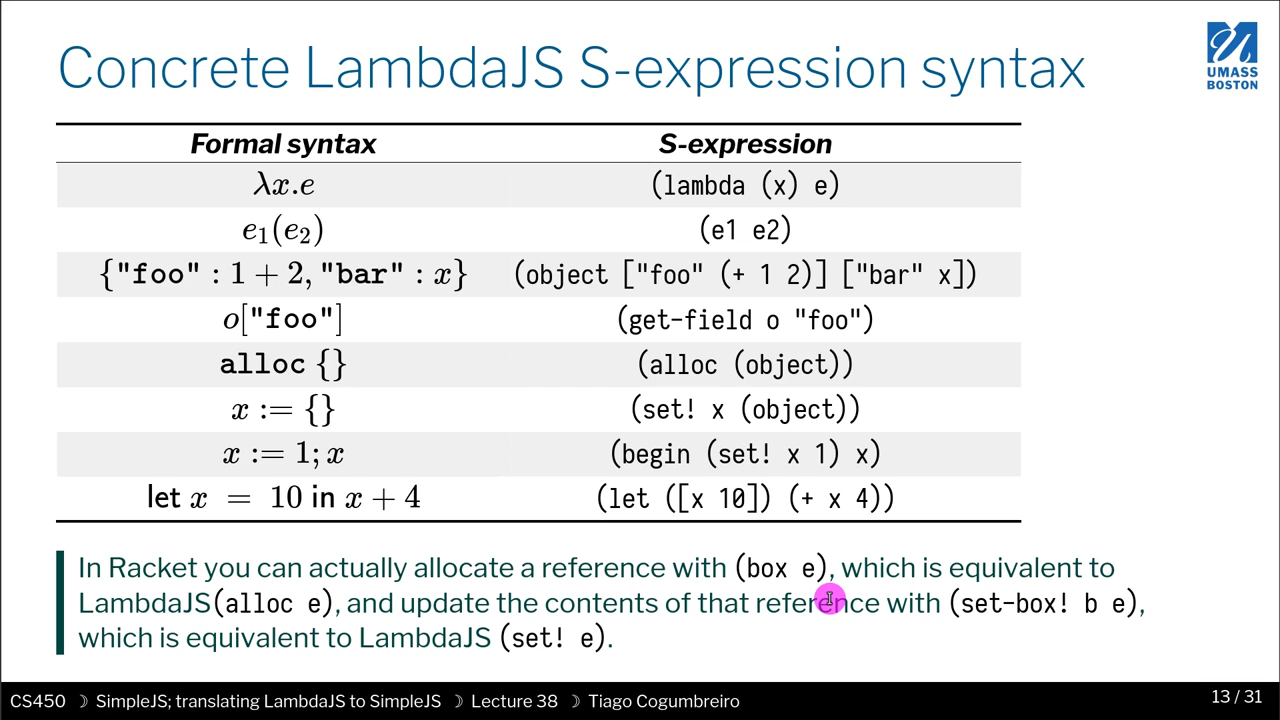 Concrete LambdaJS S-expression syntax
UMASS
BOSTON
Formal syntax S-expression
λx.e (lambda (x) e)
e₁(e₂) (e1 e2)
{"foo" : 1 + 2, "bar" : x} (object ["foo" (+ 1 2)] ["bar" x])
o["foo"] (get-field o "foo")
alloc {} (alloc (object))
x := {} (set! x (object))
x := 1; x (begin (set! x 1) x)
let x = 10 in x + 4 (let ([x 10]) (+ x 4))
In Racket you can actually allocate a reference with (box e), which is equivalent to
LambdaJS(alloc e), and update the contents of that reference with (set-box! b e),
which is equivalent to LambdaJS (set! e).
CS450 ☽ SimpleJS; translating LambdaJS to SimpleJS ☽ Lecture 38 ☽ Tiago Cogumbreiro 13 / 31